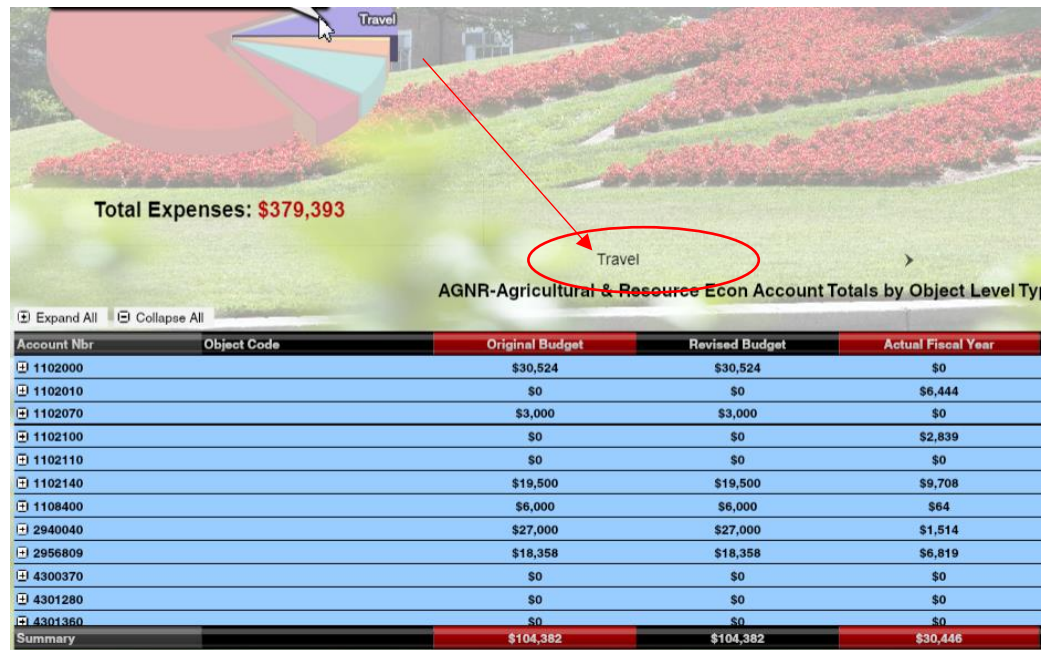 Travel
Total Expenses: $379,393
Travel
AGNR-Agricultural & Resource Econ Account Totals by Object Level Ty
Expand All Collapse All
Account Nbr Object Code Original Budget Revised Budget Actual Fiscal Year
1102000 $30,524 $30,524 $0
1102010 $0 $0 $6,444
1102070 $3,000 $3,000 $0
1102100 $0 $0 $2,839
1102110 $0 $0 $0
1102140 $19,500 $19,500 $9,708
1108400 $6,000 $6,000 $64
2940040 $27,000 $27,000 $1,514
2956809 $18,358 $18,358 $6,819
4300370 $0 $0 $0
4301280 $0 $0 $0
4301360 $0 $0 $0
Summary $104,382 $104,382 $30,446